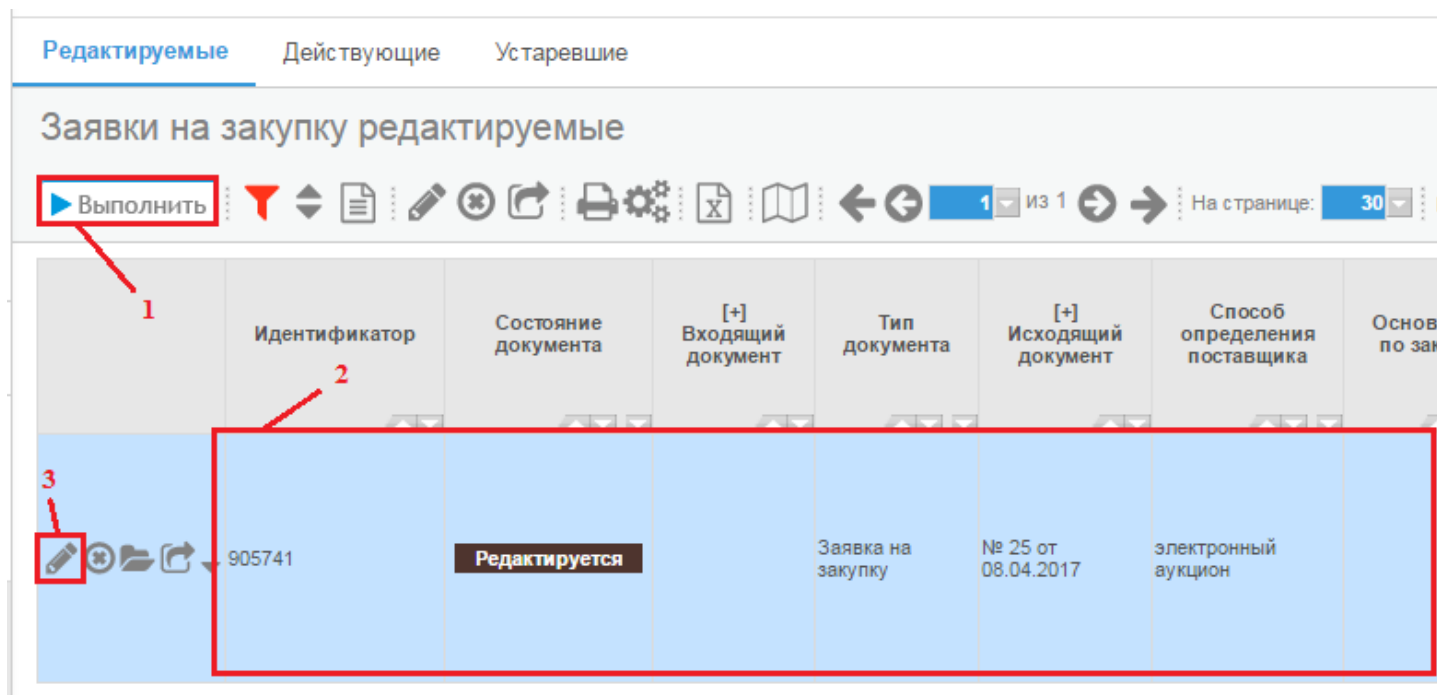 Редактируемые Действующие Устаревшие
Заявки на закупку редактируемые
Выполнить 1 из 1 На странице: 30
1
Идентификатор
Состояние
документа
[+]
Входящий
документ
Тип
документа
[+]
Исходящий
документ
Способ
определения
поставщика
2
3
905741
Редактируется
Заявка на
закупку
№ 25 от
08.04.2017
электронный
аукцион